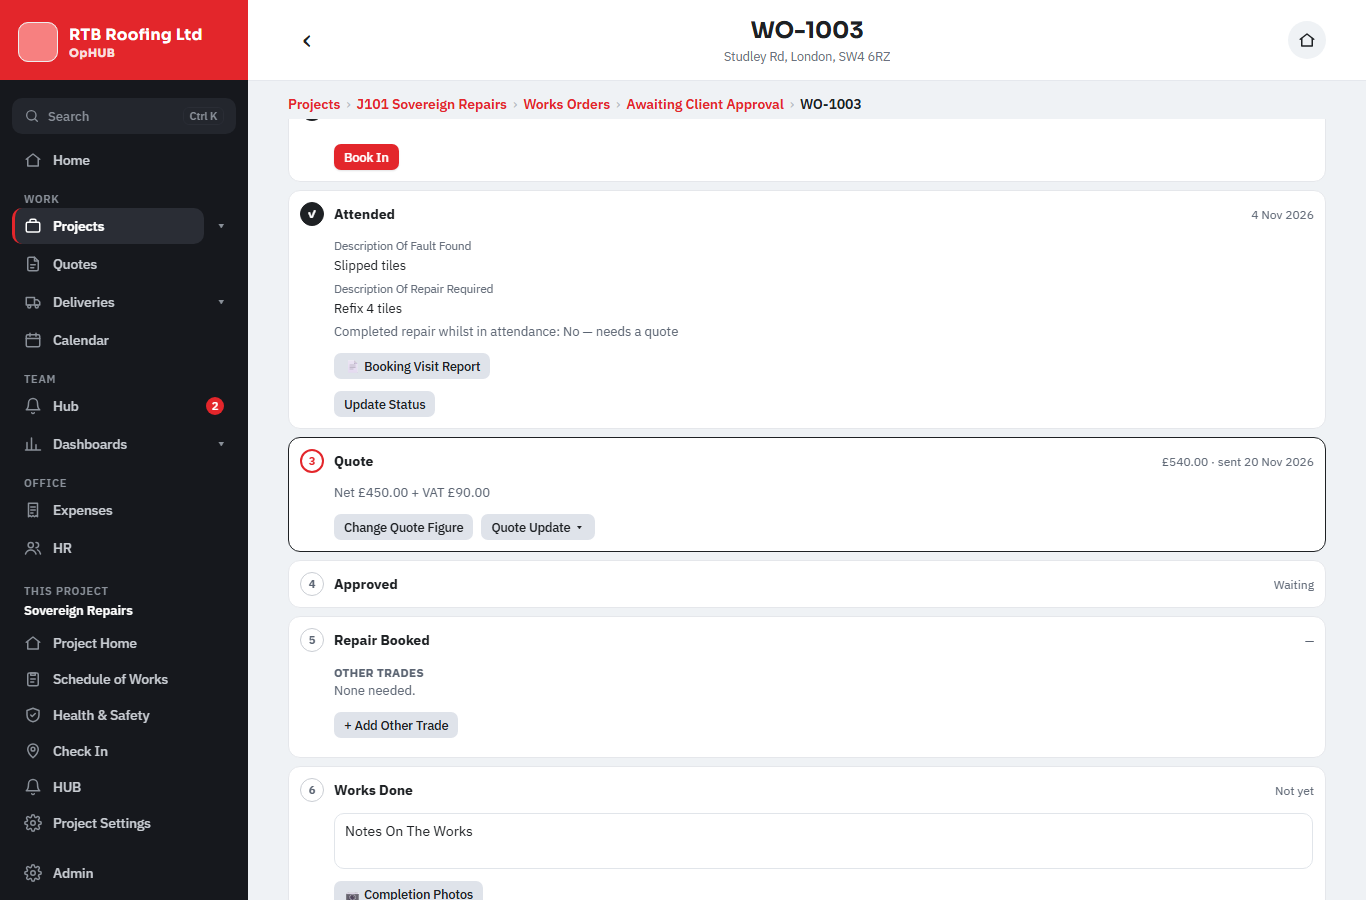 RTB Roofing Ltd
OpHUB
Search Ctrl K
Home
WORK
Projects
Quotes
Deliveries
Calendar
TEAM
Hub 2
Dashboards
OFFICE
Expenses
HR
THIS PROJECT
Sovereign Repairs
Project Home
Schedule of Works
Health & Safety
Check In
HUB
Project Settings
Admin
WO-1003
Studley Rd, London, SW4 6RZ
Projects › J101 Sovereign Repairs › Works Orders › Awaiting Client Approval › WO-1003
Book In
Attended 4 Nov 2026
Description Of Fault Found
Slipped tiles
Description Of Repair Required
Refix 4 tiles
Completed repair whilst in attendance: No — needs a quote
Booking Visit Report
Update Status
3 Quote £540.00 · sent 20 Nov 2026
Net £450.00 + VAT £90.00
Change Quote Figure Quote Update
4 Approved Waiting
5 Repair Booked —
OTHER TRADES
None needed.
+ Add Other Trade
6 Works Done Not yet
Notes On The Works
Completion Photos